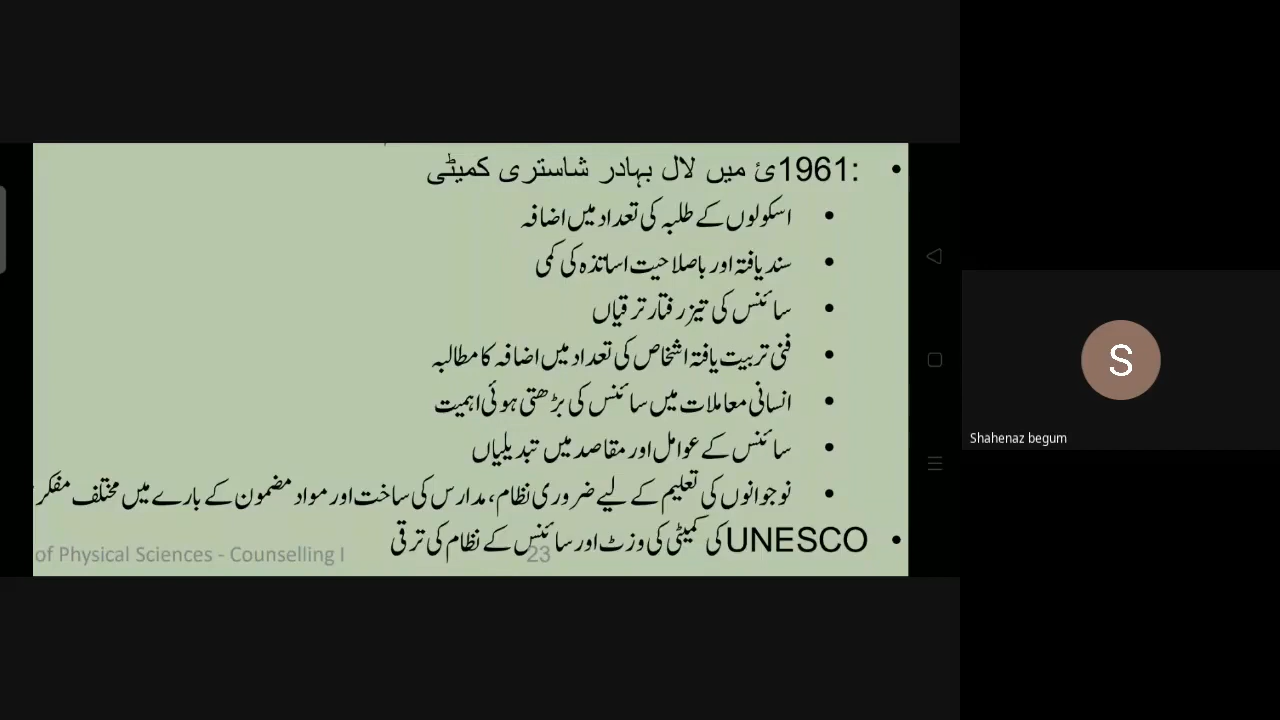 :1961ئ میں لال بہادر شاستری کمیٹی
اسکولوں کے طلبہ کی تعداد میں اضافہ
سند یافتہ اور باصلاحیت اساتذہ کی کمی
سائنس کی تیز رفتار ترقیاں
فنی تربیت یافتہ اشخاص کی تعداد میں اضافہ کا مطالبہ
انسانی معاملات میں سائنس کی بڑھتی ہوئی اہمیت
سائنس کے عوامل اور مقاصد میں تبدیلیاں
نوجوانوں کی تعلیم کے لیے ضروری نظام، مدارس کی ساخت اور مواد مضمون کے بارے میں مختلف مفکر
UNESCO کی کمیٹی کی وزٹ اور سائنس کے نظام کی ترقی
of Physical Sciences - Counselling I
23
S
Shahenaz begum